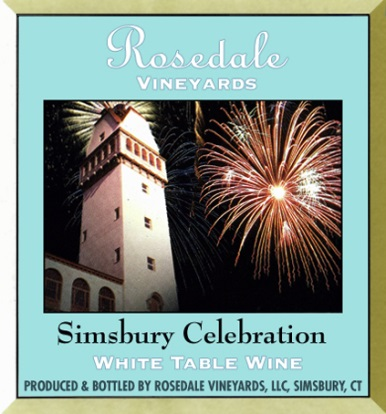 Rosedale
VINEYARDS
Simsbury Celebration
WHITE TABLE WINE
PRODUCED & BOTTLED BY ROSEDALE VINEYARDS, LLC, SIMSBURY, CT